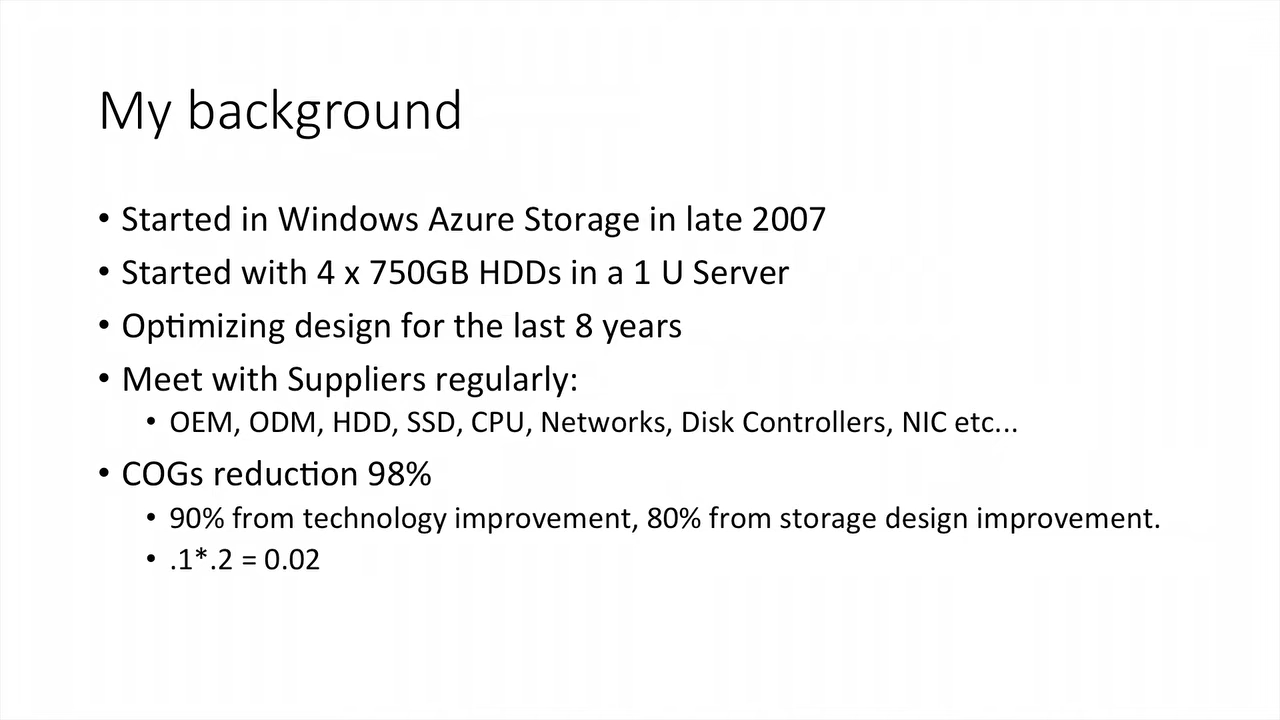 My background
• Started in Windows Azure Storage in late 2007
• Started with 4 x 750GB HDDs in a 1 U Server
• Optimizing design for the last 8 years
• Meet with Suppliers regularly:
• OEM, ODM, HDD, SSD, CPU, Networks, Disk Controllers, NIC etc...
• COGs reduction 98%
• 90% from technology improvement, 80% from storage design improvement.
• .1*.2 = 0.02